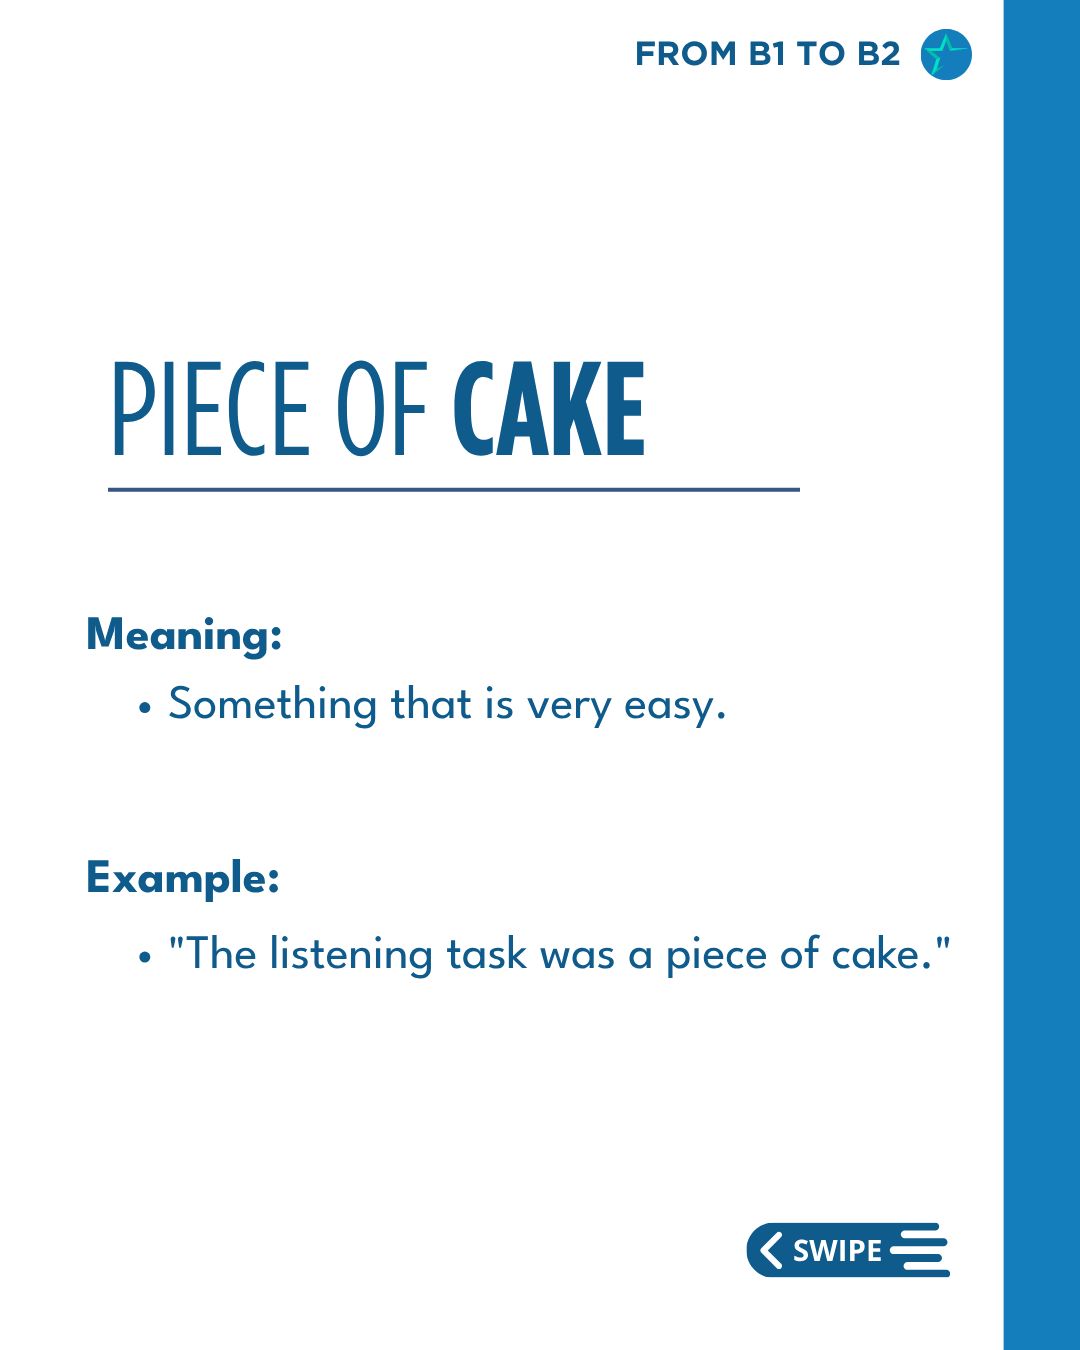 FROM B1 TO B2
PIECE OF CAKE
Meaning:
• Something that is very easy.
Example:
• "The listening task was a piece of cake."
SWIPE